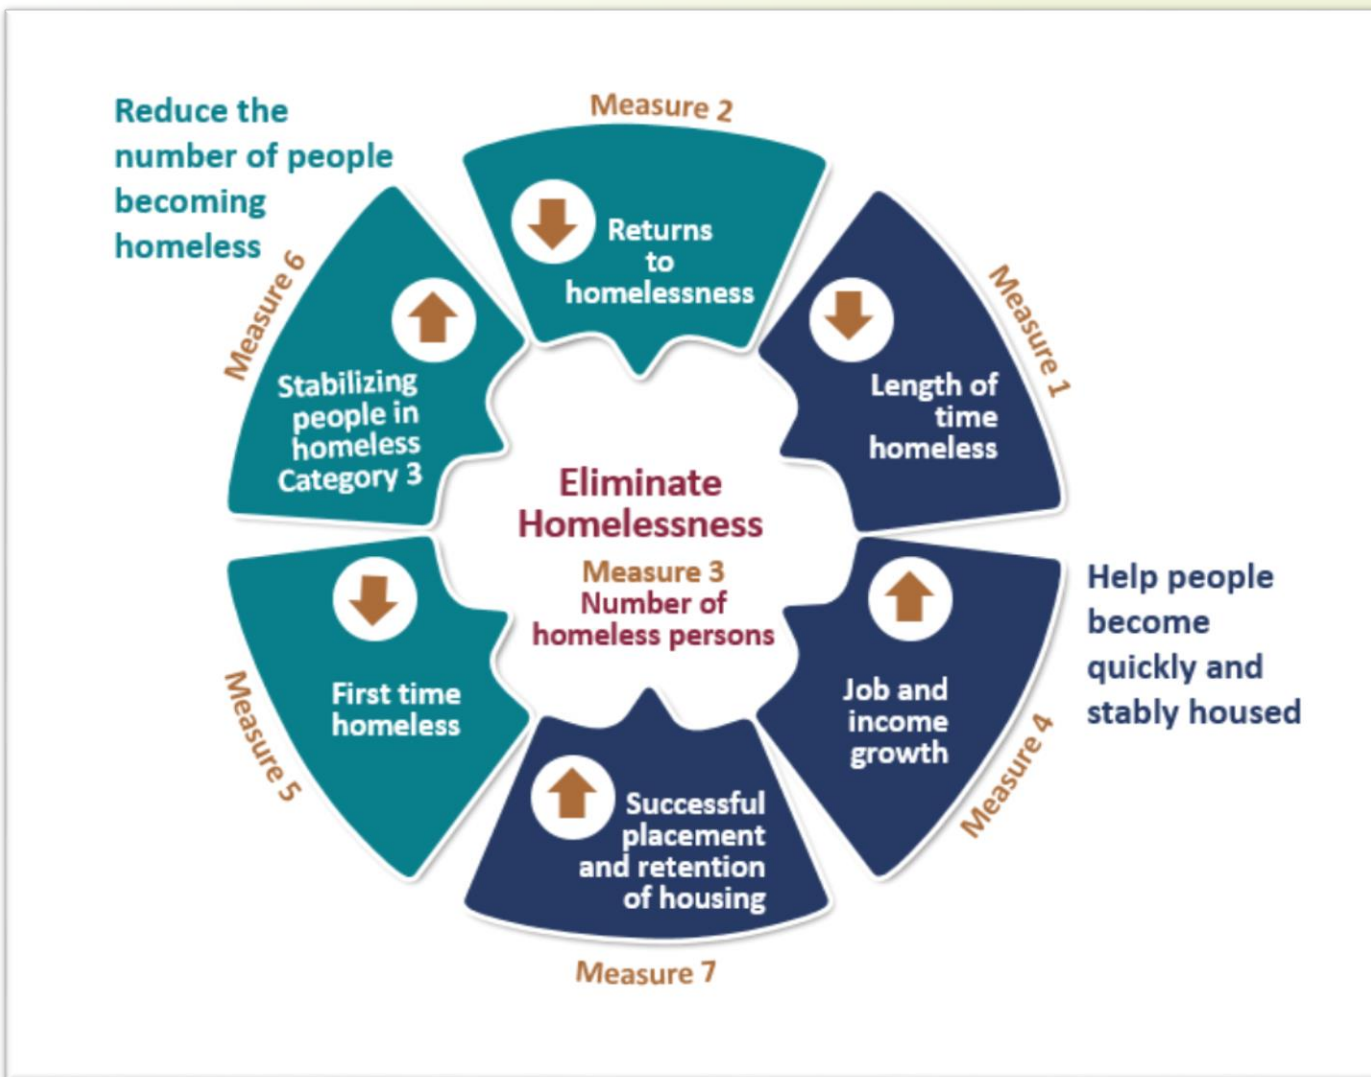 Reduce the
number of people
becoming
homeless
Measure 2
Returns
to
homelessness
Measure 1
Length of
time
homeless
Measure 6
Stabilizing
people in
homeless
Category 3
Eliminate
Homelessness
Measure 3
Number of
homeless persons
Help people
become
quickly and
stably housed
Measure 4
Job and
income
growth
Measure 5
First time
homeless
Successful
placement
and retention
of housing
Measure 7